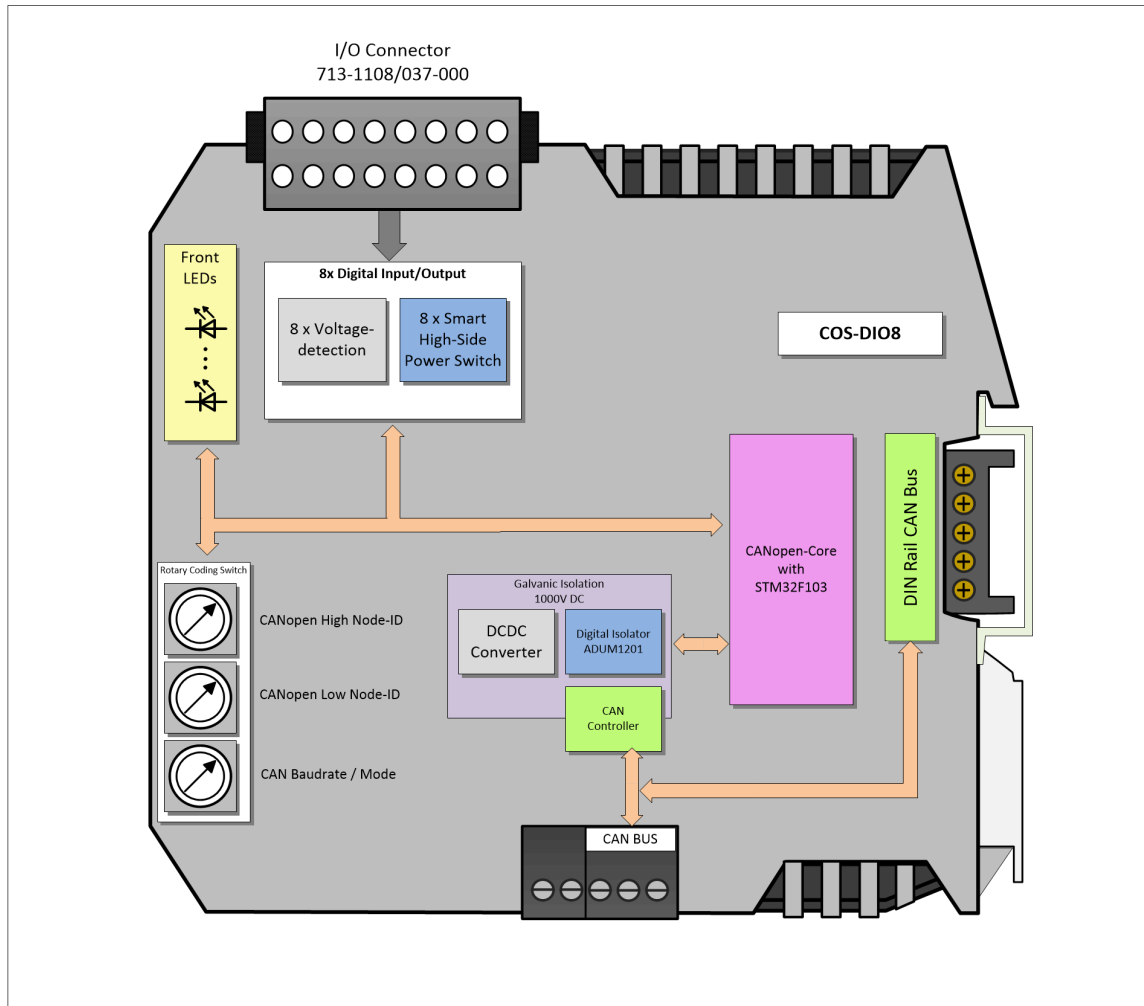 I/O Connector
713-1108/037-000
Front
LEDs
8x Digital Input/Output
8 x Voltage-
detection
8 x Smart
High-Side
Power Switch
COS-DIO8
Rotary Coding Switch
CANopen High Node-ID
CANopen Low Node-ID
CAN Baudrate / Mode
Galvanic Isolation
1000V DC
DCDC
Converter
Digital Isolator
ADUM1201
CAN
Controller
CANopen-Core
with
STM32F103
DIN Rail CAN Bus
CAN BUS